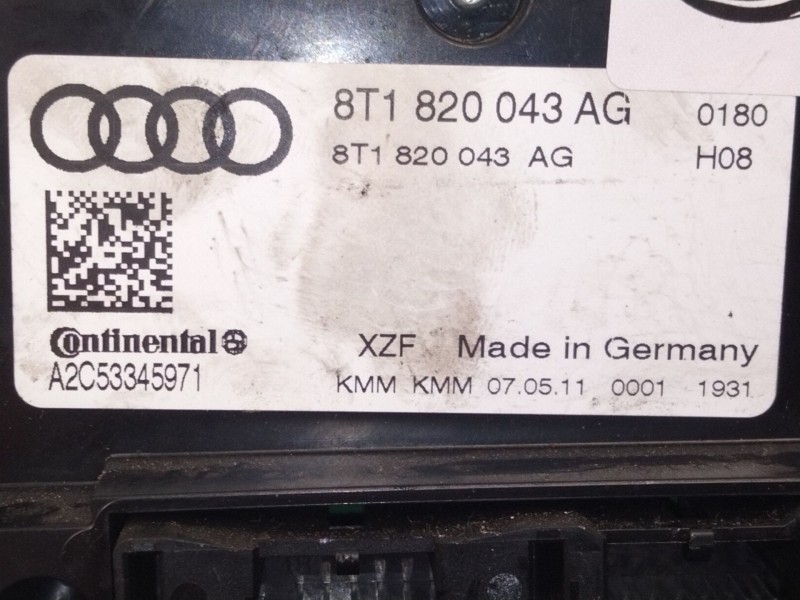 8T1 820 043 AG 0180
8T1 820 043 AG H08
Continental
XZF Made in Germany
A2C53345971
KMM KMM 07.05.11 0001 1931